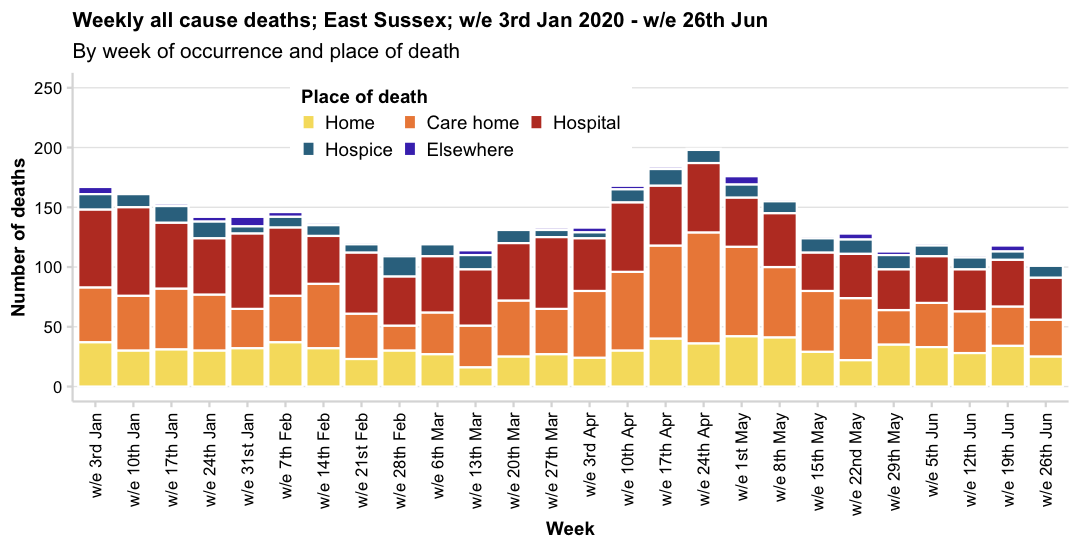 Weekly all cause deaths; East Sussex; w/e 3rd Jan 2020 - w/e 26th Jun
By week of occurrence and place of death
Place of death
Home Care home Hospital
Hospice Elsewhere
Number of deaths
250
200
150
100
50
0
w/e 3rd Jan
w/e 10th Jan
w/e 17th Jan
w/e 24th Jan
w/e 31st Jan
w/e 7th Feb
w/e 14th Feb
w/e 21st Feb
w/e 28th Feb
w/e 6th Mar
w/e 13th Mar
w/e 20th Mar
w/e 27th Mar
w/e 3rd Apr
w/e 10th Apr
w/e 17th Apr
w/e 24th Apr
w/e 1st May
w/e 8th May
w/e 15th May
w/e 22nd May
w/e 29th May
w/e 5th Jun
w/e 12th Jun
w/e 19th Jun
w/e 26th Jun
Week